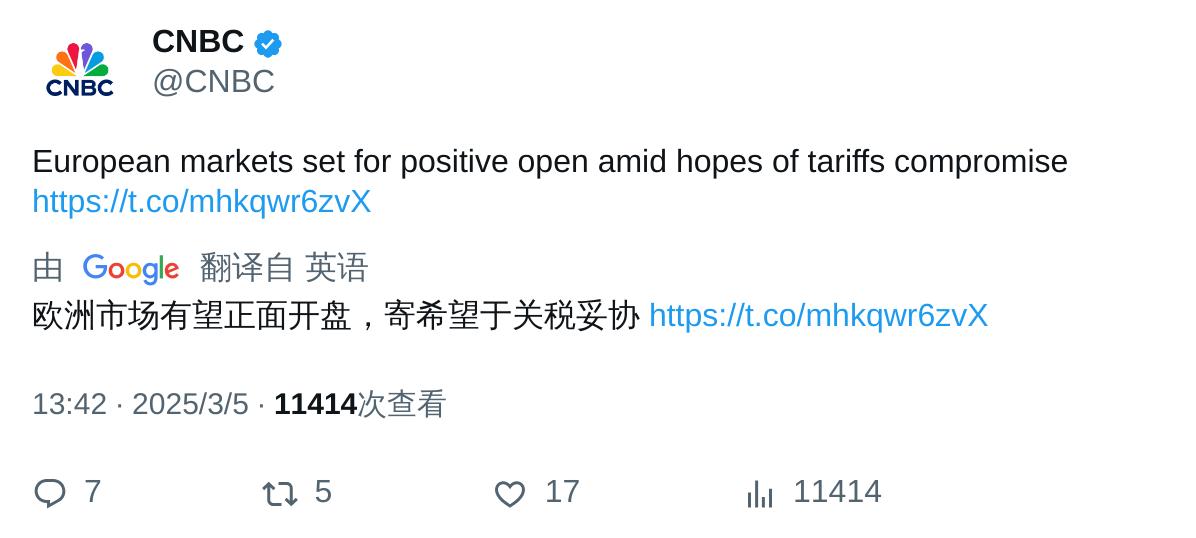 CNBC
CNBC
@CNBC
European markets set for positive open amid hopes of tariffs compromise
https://t.co/mhkqwr6zvX
由 Google 翻译自 英语
欧洲市场有望正面开盘，寄希望于关税妥协 https://t.co/mhkqwr6zvX
13:42 · 2025/3/5 · 11414次查看
7 5 17 11414